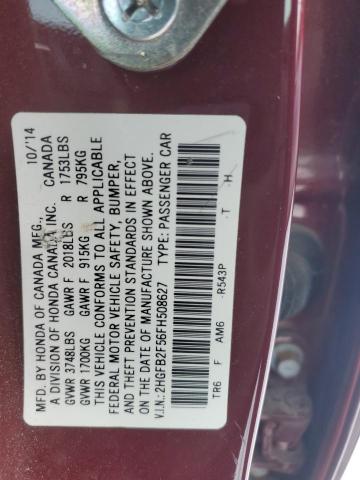 MFD. BY HONDA OF CANADA MFG., 10/'14
A DIVISION OF HONDA CANADA INC. CANADA
GVWR 3748LBS GAWR F 2018LBS R 1753LBS
GVWR 1700KG GAWR F 915KG R 795KG
THIS VEHICLE CONFORMS TO ALL APPLICABLE
FEDERAL MOTOR VEHICLE SAFETY, BUMPER,
AND THEFT PREVENTION STANDARDS IN EFFECT
ON THE DATE OF MANUFACTURE SHOWN ABOVE.
V.I.N.: 2HGFB2F56FH508627 TYPE: PASSENGER CAR
TR6 F AM6 -R543P -T -H